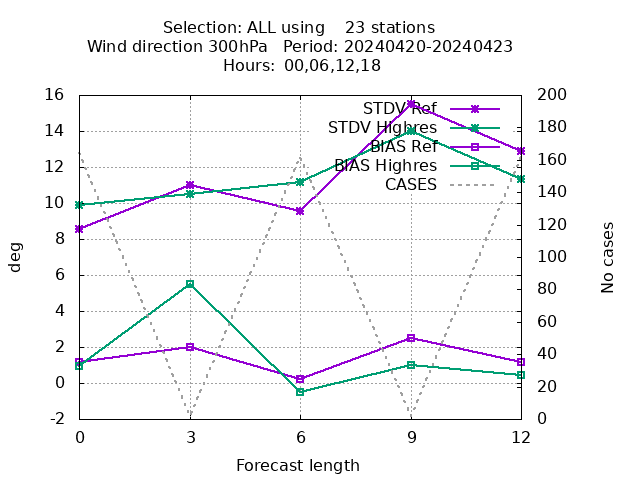 Selection: ALL using    23 stations
Wind direction 300hPa   Period: 20240420-20240423
Hours: 00,06,12,18
16
14
12
10
8
6
4
2
0
-2
200
180
160
140
120
100
80
60
40
20
0
STDV Ref
STDV Highres
BIAS Ref
BIAS Highres
CASES
deg
No cases
0 3 6 9 12
Forecast length